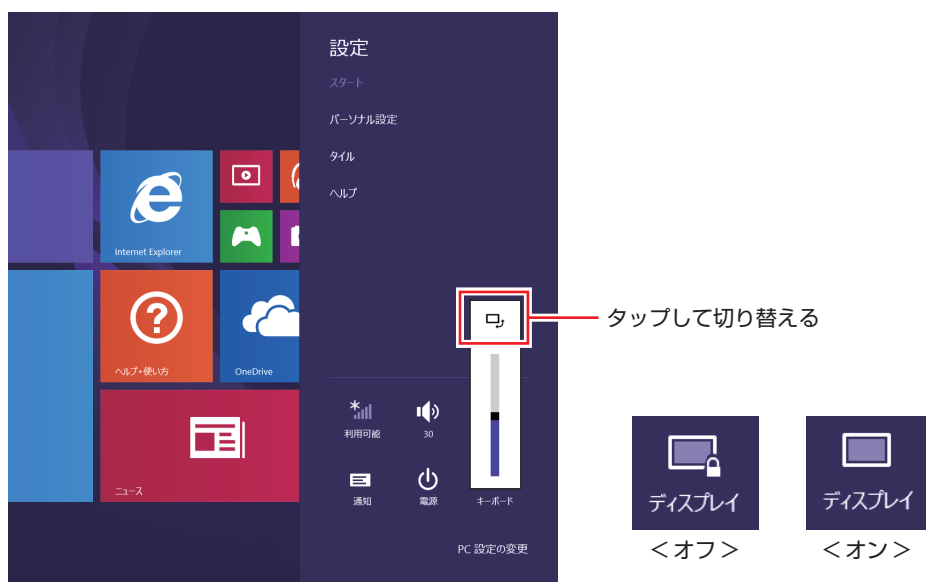 設定
スタート
パーソナル設定
タイル
ヘルプ
Internet Explorer
ヘルプ+使い方
OneDrive
ニュース
タップして切り替える
利用可能
30
通知
電源
キーボード
PC 設定の変更
ディスプレイ
ディスプレイ
＜オフ＞
＜オン＞